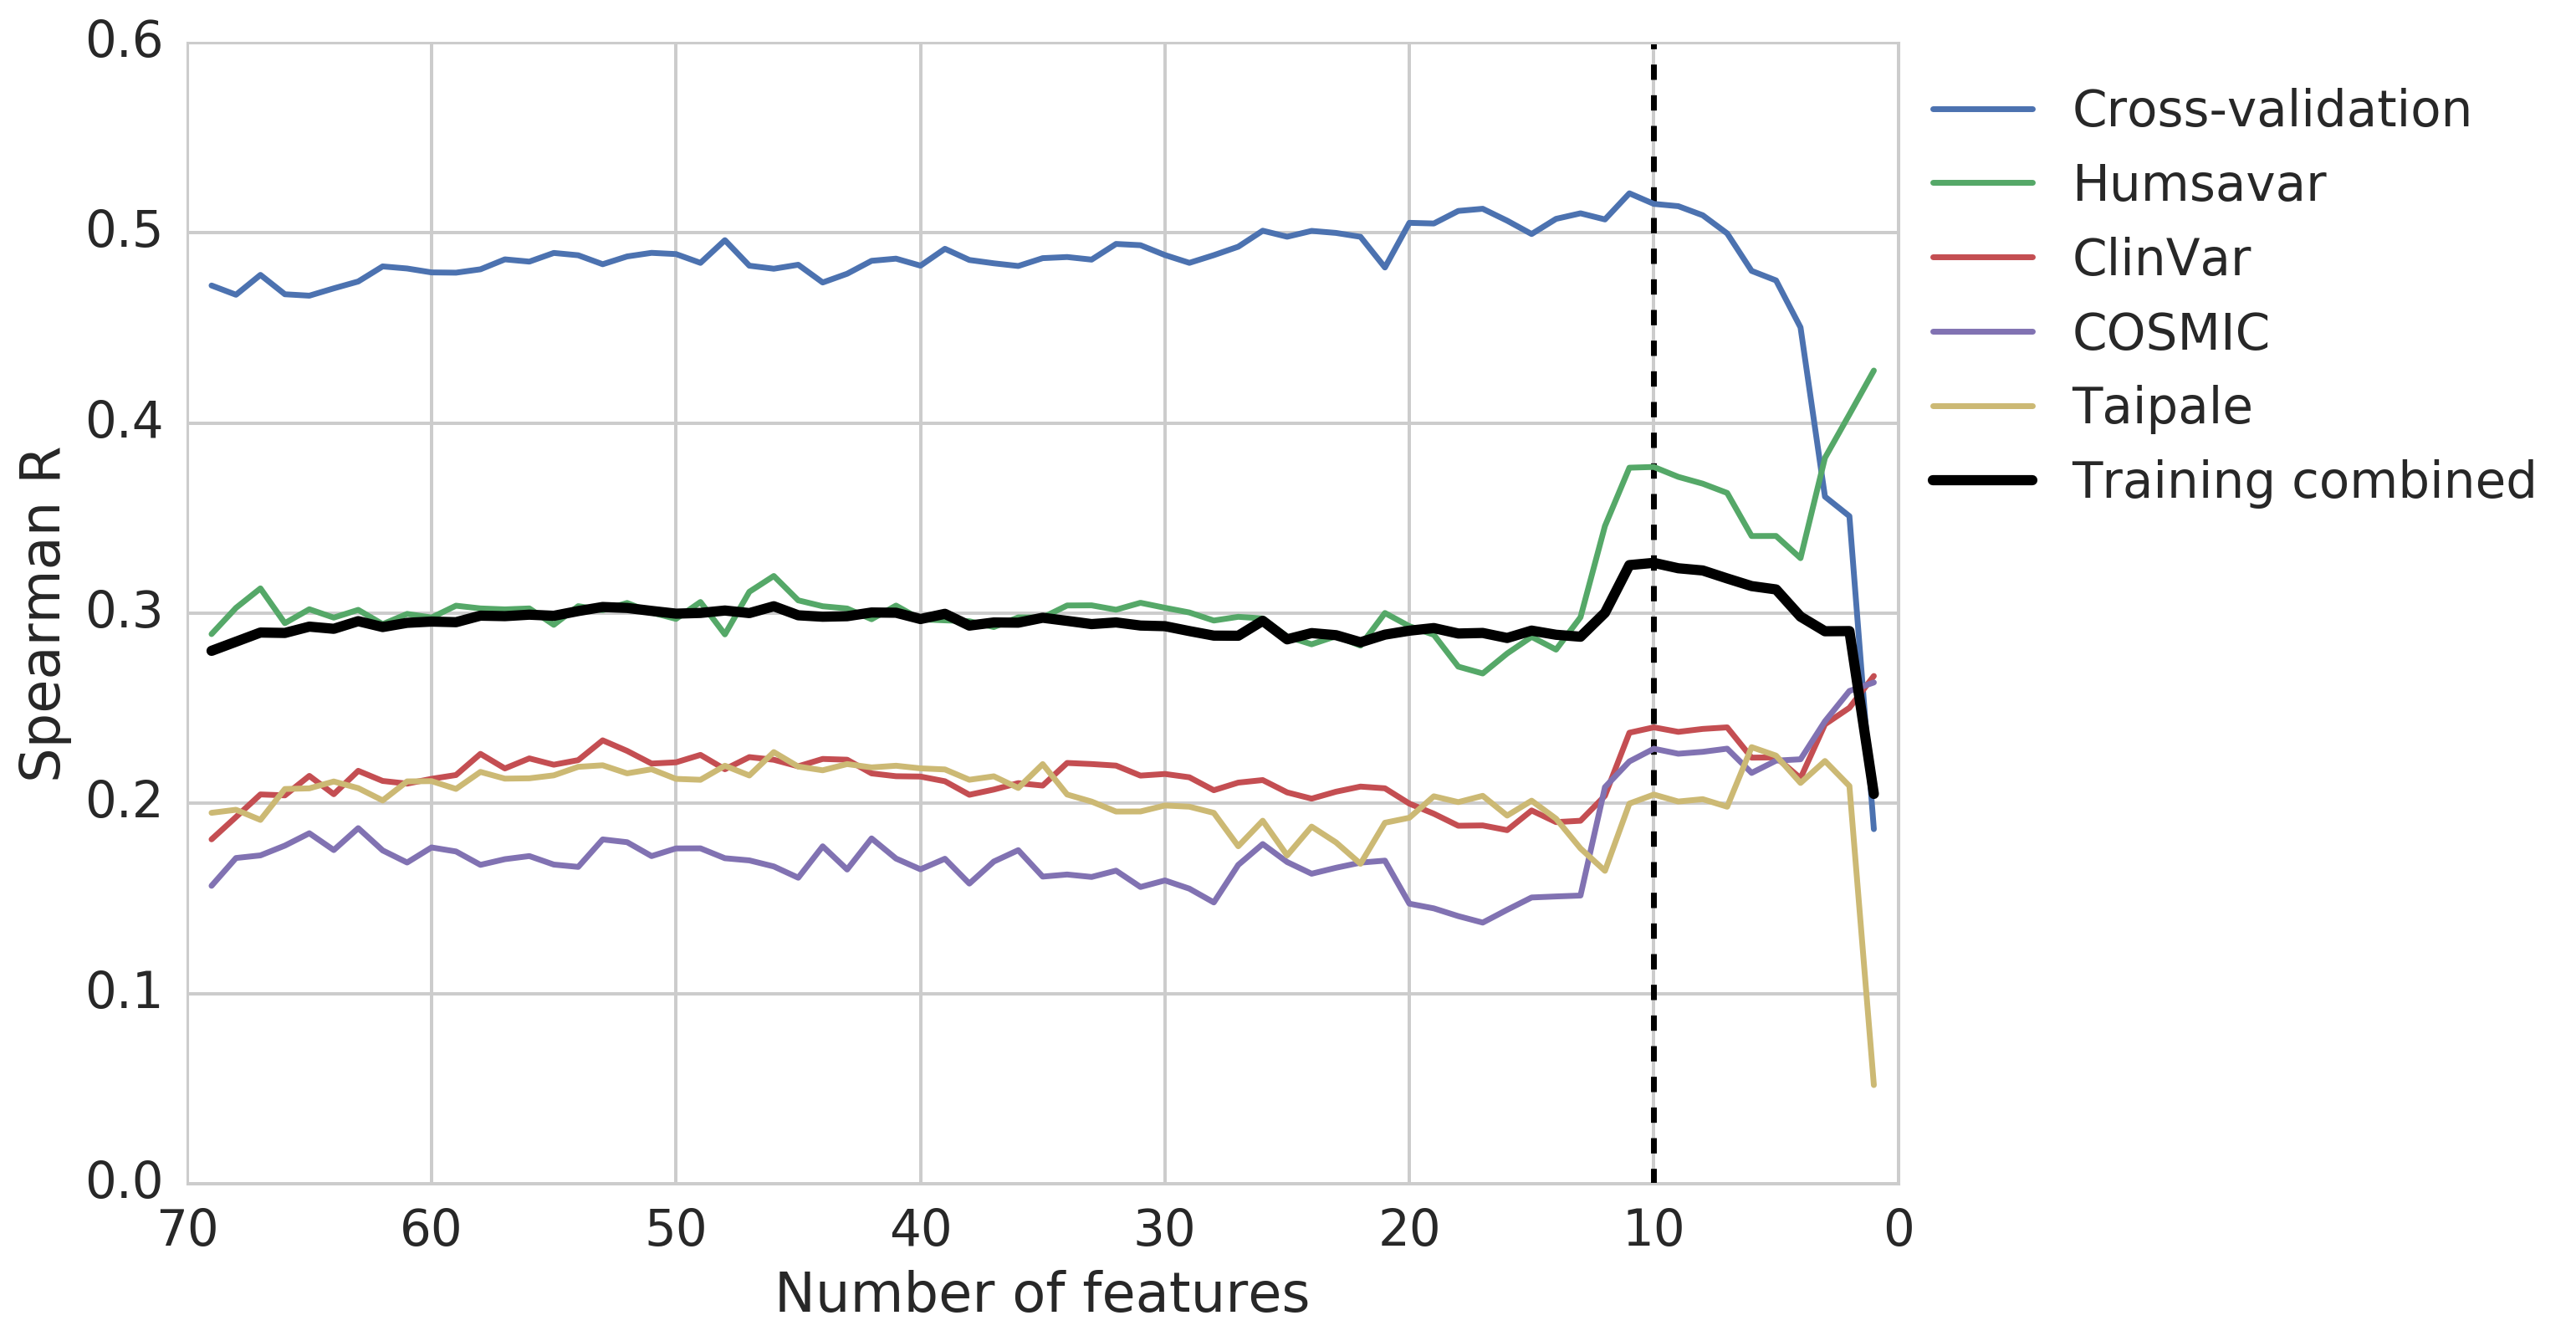 0.6
0.5
0.4
0.3
0.2
0.1
0.0
Spearman R
70 60 50 40 30 20 10 0
Number of features
Cross-validation
Humsavar
ClinVar
COSMIC
Taipale
Training combined